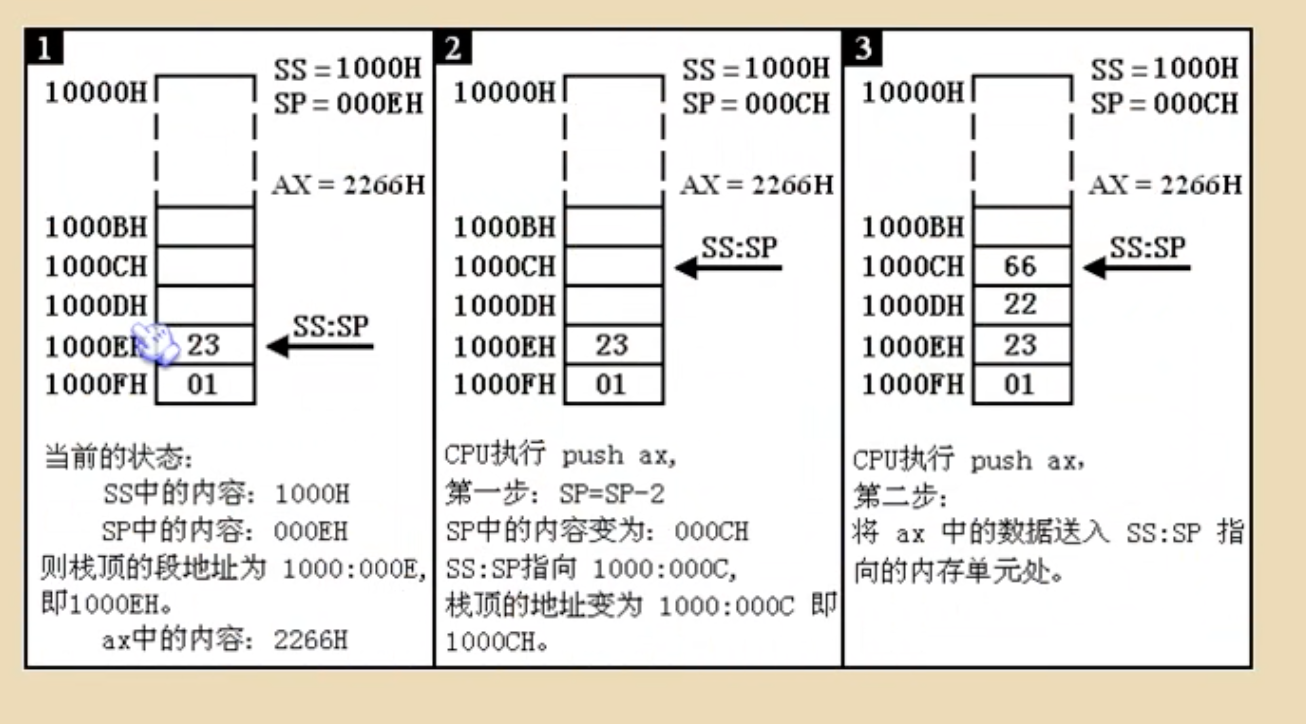 1
SS=1000H
10000H
SP=000EH
AX=2266H
1000BH
1000CH
1000DH
SS:SP
1000E 23
1000FH 01
当前的状态：
SS中的内容：1000H
SP中的内容：000EH
则栈顶的段地址为 1000:000E,
即1000EH。
ax中的内容：2266H
2
SS=1000H
10000H
SP=000CH
AX=2266H
1000BH
SS:SP
1000CH
1000DH
1000EH 23
1000FH 01
CPU执行 push ax,
第一步：SP=SP-2
SP中的内容变为：000CH
SS:SP指向 1000:000C,
栈顶的地址变为 1000:000C 即
1000CH。
3
SS=1000H
10000H
SP=000CH
AX=2266H
1000BH
SS:SP
1000CH 66
1000DH 22
1000EH 23
1000FH 01
CPU执行 push ax，
第二步：
将 ax 中的数据送入 SS:SP 指
向的内存单元处。